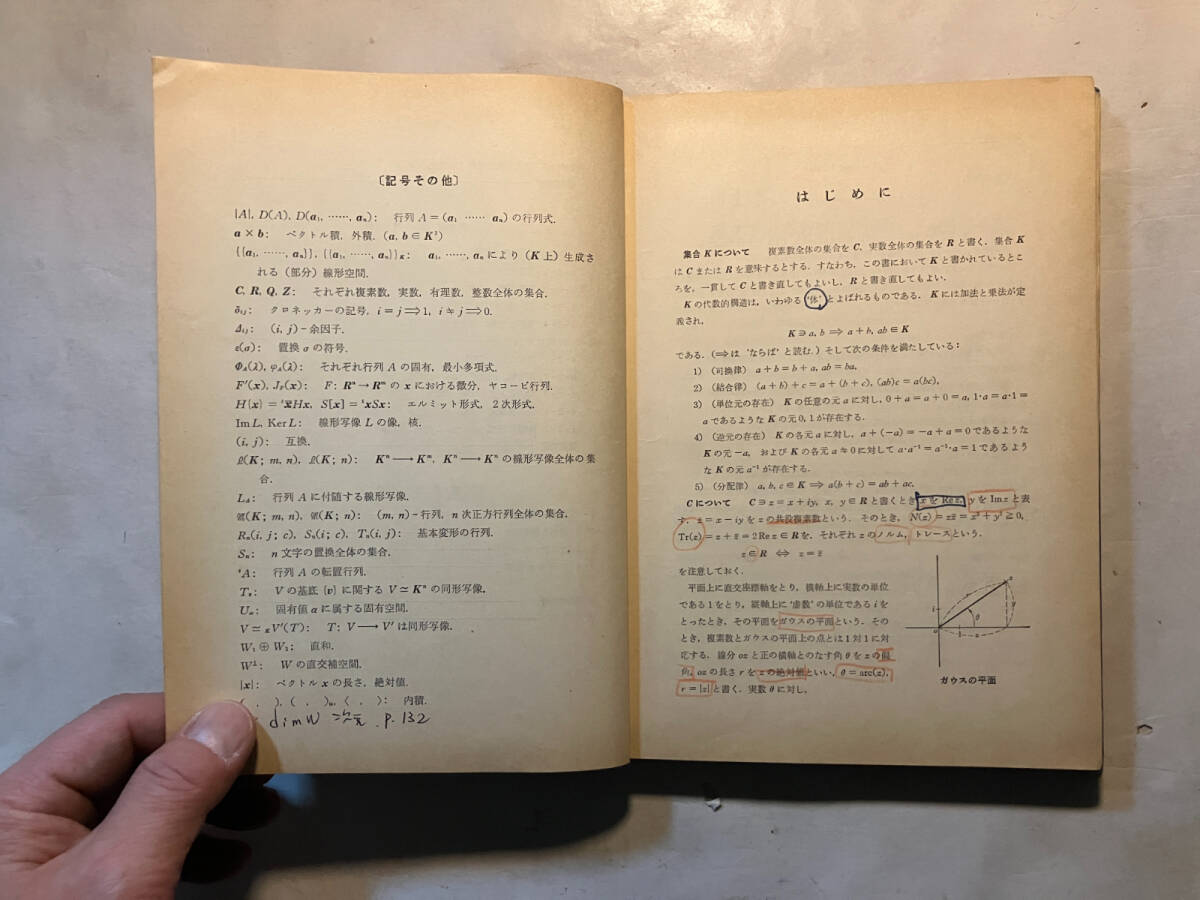 〔記号その他〕
|A|, D(A), D(a₁, ……, aₙ): 行列 A=(a₁ …… aₙ) の行列式.
a × b: ベクトル積, 外積. (a, b ∈ K³)
{{a₁, ……, aₙ}}, {{a₁, ……, aₙ}}_K: a₁, ……, aₙ により (K 上) 生成さ
れる (部分) 線形空間.
C, R, Q, Z: それぞれ複素数, 実数, 有理数, 整数全体の集合.
δᵢⱼ: クロネッカーの記号, i=j⟹1, i≒j⟹0.
Δᵢⱼ: (i, j)-余因子.
ε(σ): 置換 σ の符号.
Φ_A(λ), φ_A(λ): それぞれ行列 A の固有, 最小多項式.
F′(x), J_F(x): F: Rⁿ→Rᵐ の x における微分, ヤコービ行列.
H{x}=ᵗx̄Hx, S[x]=ᵗxSx: エルミット形式, 2次形式.
Im L, Ker L: 線形写像 L の像, 核.
(i, j): 互換.
𝔏(K; m, n), 𝔏(K; n): Kⁿ⟶Kᵐ, Kⁿ⟶Kⁿ の線形写像全体の集
合.
L_A: 行列 A に付随する線形写像.
𝔐(K; m, n), 𝔐(K; n): (m, n)-行列, n次正方行列全体の集合.
Rₙ(i, j; c), Sₙ(i; c), Tₙ(i, j): 基本変形の行列.
Sₙ: n 文字の置換全体の集合.
ᵗA: 行列 A の転置行列.
T_v: V の基底 {v} に関する V≃Kⁿ の同形写像.
U_α: 固有値 α に属する固有空間.
V≃_K V′(T): T: V⟶V′ は同形写像.
W₁⊕W₂: 直和.
W^⊥: W の直交補空間.
|x|: ベクトル x の長さ, 絶対値.
( , ), ( , )ᵤ, ⟨ , ⟩: 内積.
dimW 次元 P.132
はじめに
集合 K について 複素数全体の集合を C, 実数全体の集合を R と書く. 集合 K
は C または R を意味するとする. すなわち, この書において K と書かれているとこ
ろを, 一貫して C と書き直してもよいし, R と書き直してもよい.
K の代数的構造は, いわゆる ‘体’ とよばれるものである. K には加法と乗法が定
義され,
K∋a, b ⟹ a+b, ab∈K
である. (⟹は ‘ならば’ と読む.) そして次の条件を満たしている:
1) (可換律) a+b=b+a, ab=ba,
2) (結合律) (a+b)+c=a+(b+c), (ab)c=a(bc),
3) (単位元の存在) K の任意の元 a に対し, 0+a=a+0=a, 1·a=a·1=
a であるような K の元 0, 1 が存在する.
4) (逆元の存在) K の各元 a に対し, a+(−a)=−a+a=0 であるような
K の元 −a, および K の各元 a≒0 に対して a·a⁻¹=a⁻¹·a=1 であるよう
な K の元 a⁻¹ が存在する.
5) (分配律) a, b, c∈K ⟹ a(b+c)=ab+ac.
C について C∋z=x+iy, x, y∈R と書くとき x を Re z, y を Im z と表
す. z̄=x−iy を z の共役複素数という. そのとき, N(z)=zz̄=x²+y²≧0,
Tr(z)=z+z̄=2Re z∈R を, それぞれ z のノルム, トレースという.
z∈R ⟺ z=z̄
を注意しておく.
平面上に直交座標軸をとり, 横軸上に実数の単位
である1をとり, 縦軸上に ‘虚数’ の単位である i を
とったとき, その平面をガウスの平面という. その
とき, 複素数とガウスの平面上の点とは1対1に対
応する. 線分 oz と正の横軸とのなす角 θ を z の偏
角, oz の長さ r を z の絶対値といい, θ=arc(z),
r=|z| と書く. 実数 θ に対し,
z
r
y
i
θ
o
1
x
ガウスの平面